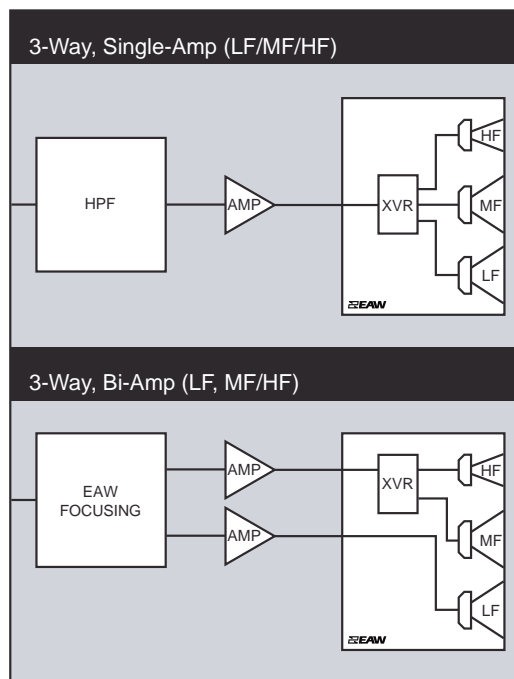 3-Way, Single-Amp (LF/MF/HF)
HPF
AMP
XVR
HF
MF
LF
EAW
3-Way, Bi-Amp (LF, MF/HF)
EAW
FOCUSING
AMP
AMP
XVR
HF
MF
LF
EAW